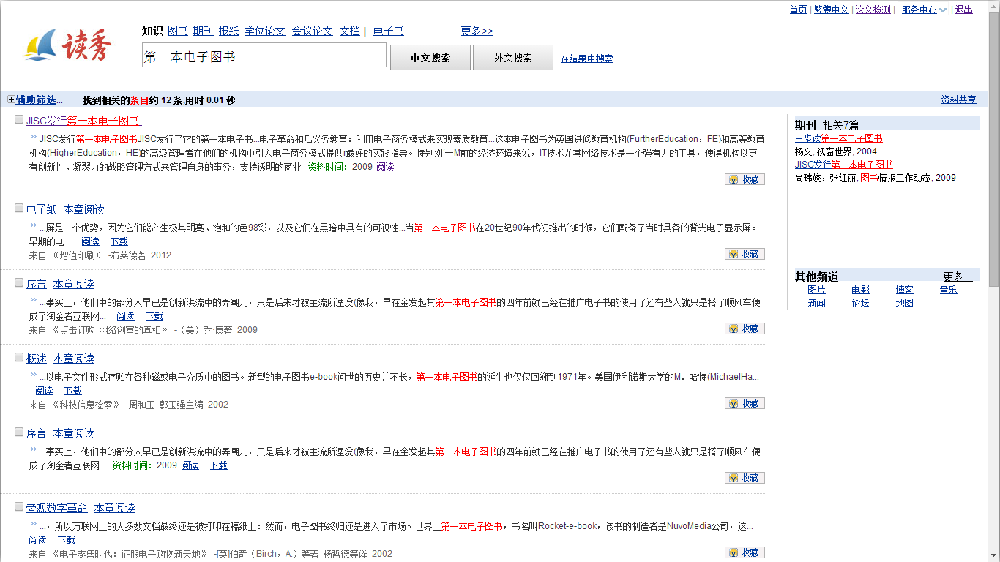 首页 | 繁體中文 | 论文检测 | 服务中心 | 退出
读秀
知识 图书 期刊 报纸 学位论文 会议论文 文档 | 电子书 更多>>
第一本电子图书 中文搜索 外文搜索 在结果中搜索
辅助筛选... 找到相关的条目约 12 条,用时 0.01 秒 资料共享
JISC发行第一本电子图书
JISC发行第一本电子图书JISC发行了它的第一本电子书...电子革命和后义务教育：利用电子商务模式来实现素质教育...这本电子图书为英国进修教育机构(FurtherEducation，FE)和高等教育
机构(HigherEducation，HE)的高级管理者在他们的机构中引入电子商务模式提供n最好的实践指导。特别刈‘于M前的经济环境来说，IT技术尤其网络技术是一个强有力的工具，使得机构以更
有创新性、凝聚力的战略管理方式来管理自身的事务，支持透明的商业 资料时间：2009 阅读
收藏
电子纸 本章阅读
...屏是一个优势，因为它们能产生极其明亮、饱和的色98彩，以及它们在黑暗中具有的可视性...当第一本电子图书在20世纪90年代初推出的时候，它们配备了当时具备的背光电子显示屏。
早期的电... 阅读 下载
来自 《增值印刷》 -布莱德著 2012
收藏
序言 本章阅读
...事实上，他们中的部分人早已是创新洪流中的弄潮儿，只是后来才被主流所湮没(像我，早在金发起其第一本电子图书的四年前就已经在推广电子书的使用了还有些人就只是搭了顺风车便
成了淘金者互联网... 阅读 下载
来自 《点击订购 网络创富的真相》 -（美）乔·康著 2009
收藏
概述 本章阅读
...以电子文件形式存贮在各种磁或电子介质中的图书。新型的电子图书e-book问世的历史并不长，第一本电子图书的诞生也仅仅回溯到1971年。美国伊利诺斯大学的M．哈特(MichaelHa...
阅读 下载
来自 《科技信息检索》 -周和玉 郭玉强主编 2002
收藏
序言 本章阅读
...事实上，他们中的部分人早已是创新洪流中的弄潮儿，只是后来才被主流所湮没(像我，早在金发起其第一本电子图书的四年前就已经在推广电子书的使用了还有些人就只是搭了顺风车便
成了淘金者互联网... 资料时间：2009 阅读 下载
收藏
旁观数字革命 本章阅读
...，所以万联网上的大多数文档最终还是被打印在稿纸上：然而，电子图书终归还是进入了市场。世界上第一本电子图书，书名叫Rocket-e-book，该书的制造者是NuvoMedia公司，这...
阅读 下载
来自 《电子零售时代：征服电子购物新天地》 -[英]伯奇（Birch，A.）等著 杨哲德等译 2002
收藏
期刊 相关7篇
三步读第一本电子图书
杨文, 视窗世界, 2004
JISC发行第一本电子图书
尚玮姣，张红丽, 图书情报工作动态, 2009
其他频道 更多...
图片 电影 博客 音乐
新闻 论坛 地图